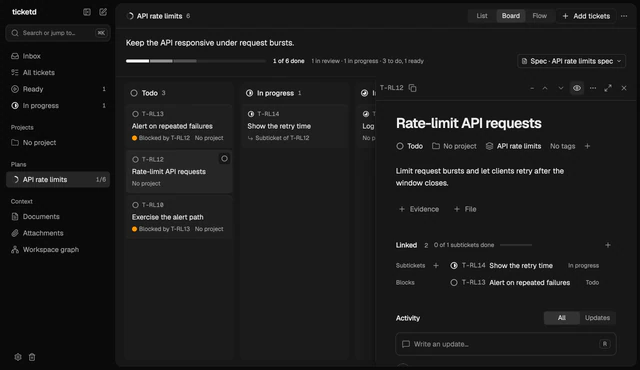 ticketd
Search or jump to...
⌘K
Inbox
All tickets
Ready 1
In progress 1
Projects
No project
Plans
API rate limits 1/6
Context
Documents
Attachments
Workspace graph
API rate limits 6
List Board Flow
+ Add tickets
Keep the API responsive under request bursts.
1 of 6 done 1 in review · 1 in progress · 3 to do, 1 ready
Spec · API rate limits spec
Todo 3
T-RL13
Alert on repeated failures
Blocked by T-RL13 No project
T-RL12
Rate-limit API requests
No project
T-RL10
Exercise the alert path
Blocked by T-RL13 No project
In progress 1
T-RL14
Show the retry time
Subticket of T-RL12
In
T-R
Log
No p
T-RL12
Rate-limit API requests
Todo No project API rate limits No tags +
Limit request bursts and let clients retry after the
window closes.
+ Evidence + File
Linked 2 0 of 1 subtickets done +
Subtickets + T-RL14 Show the retry time In progress
Blocks T-RL13 Alert on repeated failures Todo
Activity
All Updates
Write an update...
R